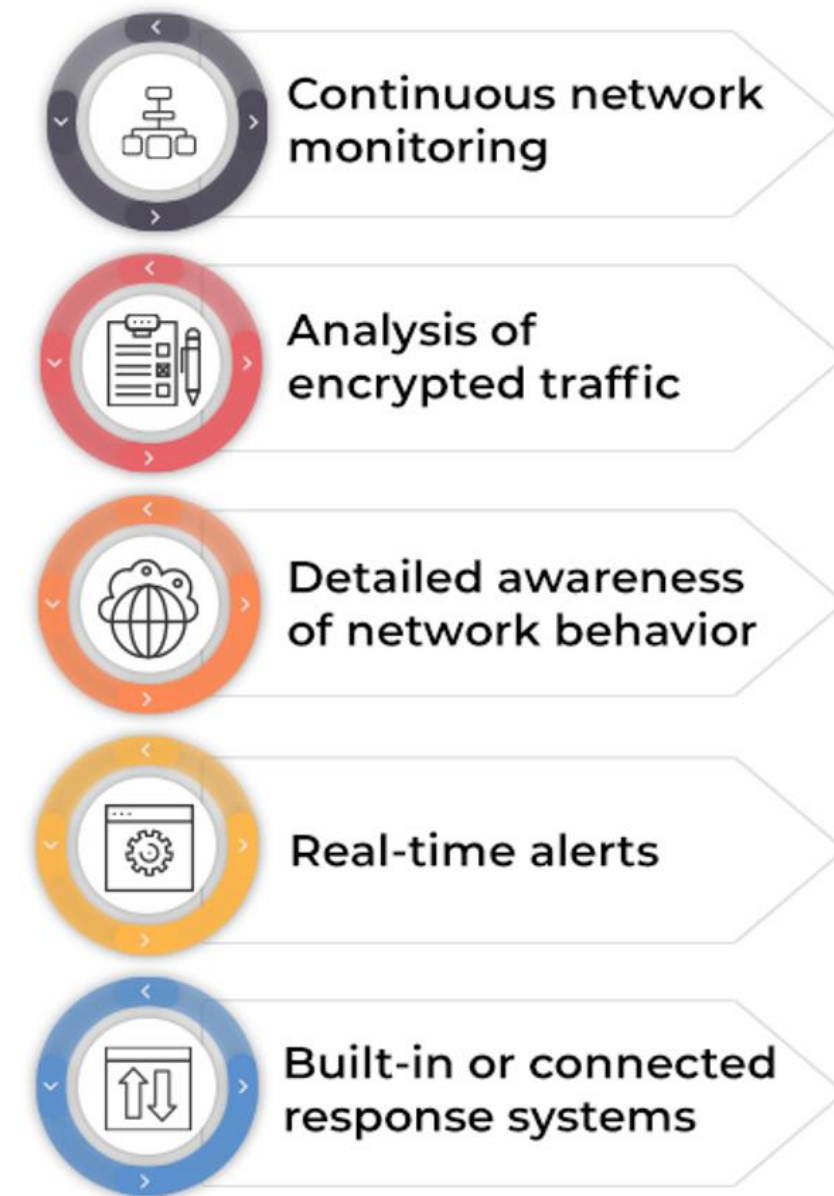 Continuous network
monitoring
Analysis of
encrypted traffic
Detailed awareness
of network behavior
Real-time alerts
Built-in or connected
response systems